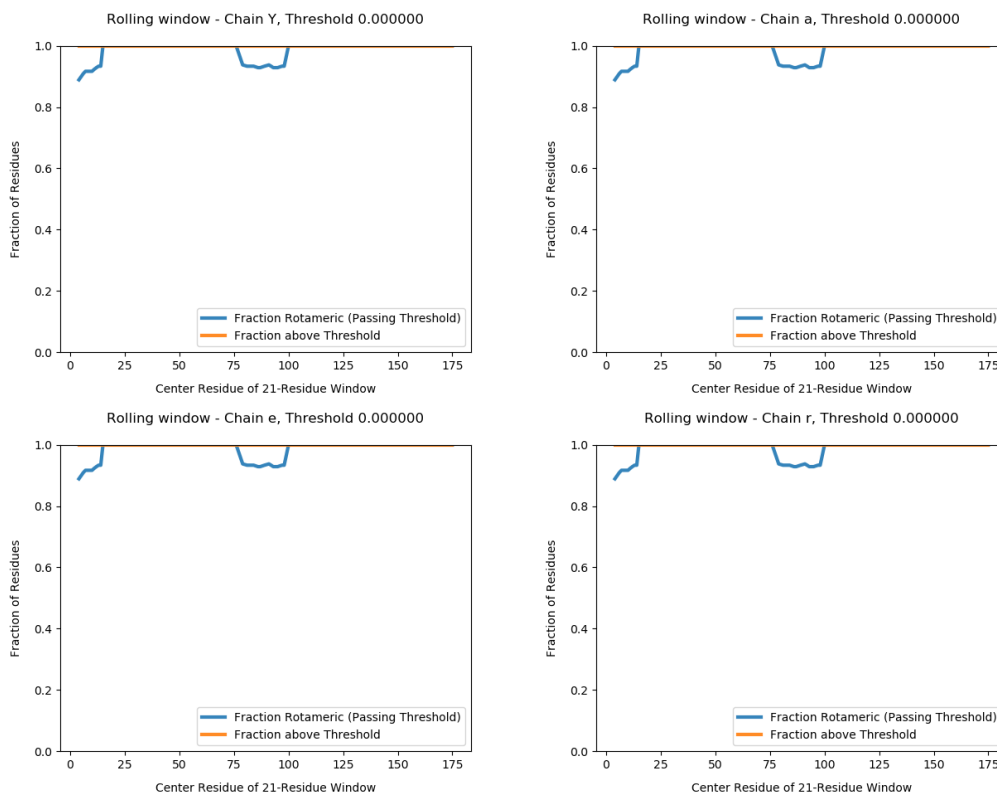 Rolling window - Chain Y, Threshold 0.000000
1.0
0.8
0.6
0.4
0.2
0.0
Fraction of Residues
Fraction Rotameric (Passing Threshold)
Fraction above Threshold
0 25 50 75 100 125 150 175
Center Residue of 21-Residue Window
Rolling window - Chain a, Threshold 0.000000
1.0
0.8
0.6
0.4
0.2
0.0
Fraction of Residues
Fraction Rotameric (Passing Threshold)
Fraction above Threshold
0 25 50 75 100 125 150 175
Center Residue of 21-Residue Window
Rolling window - Chain e, Threshold 0.000000
1.0
0.8
0.6
0.4
0.2
0.0
Fraction of Residues
Fraction Rotameric (Passing Threshold)
Fraction above Threshold
0 25 50 75 100 125 150 175
Center Residue of 21-Residue Window
Rolling window - Chain r, Threshold 0.000000
1.0
0.8
0.6
0.4
0.2
0.0
Fraction of Residues
Fraction Rotameric (Passing Threshold)
Fraction above Threshold
0 25 50 75 100 125 150 175
Center Residue of 21-Residue Window